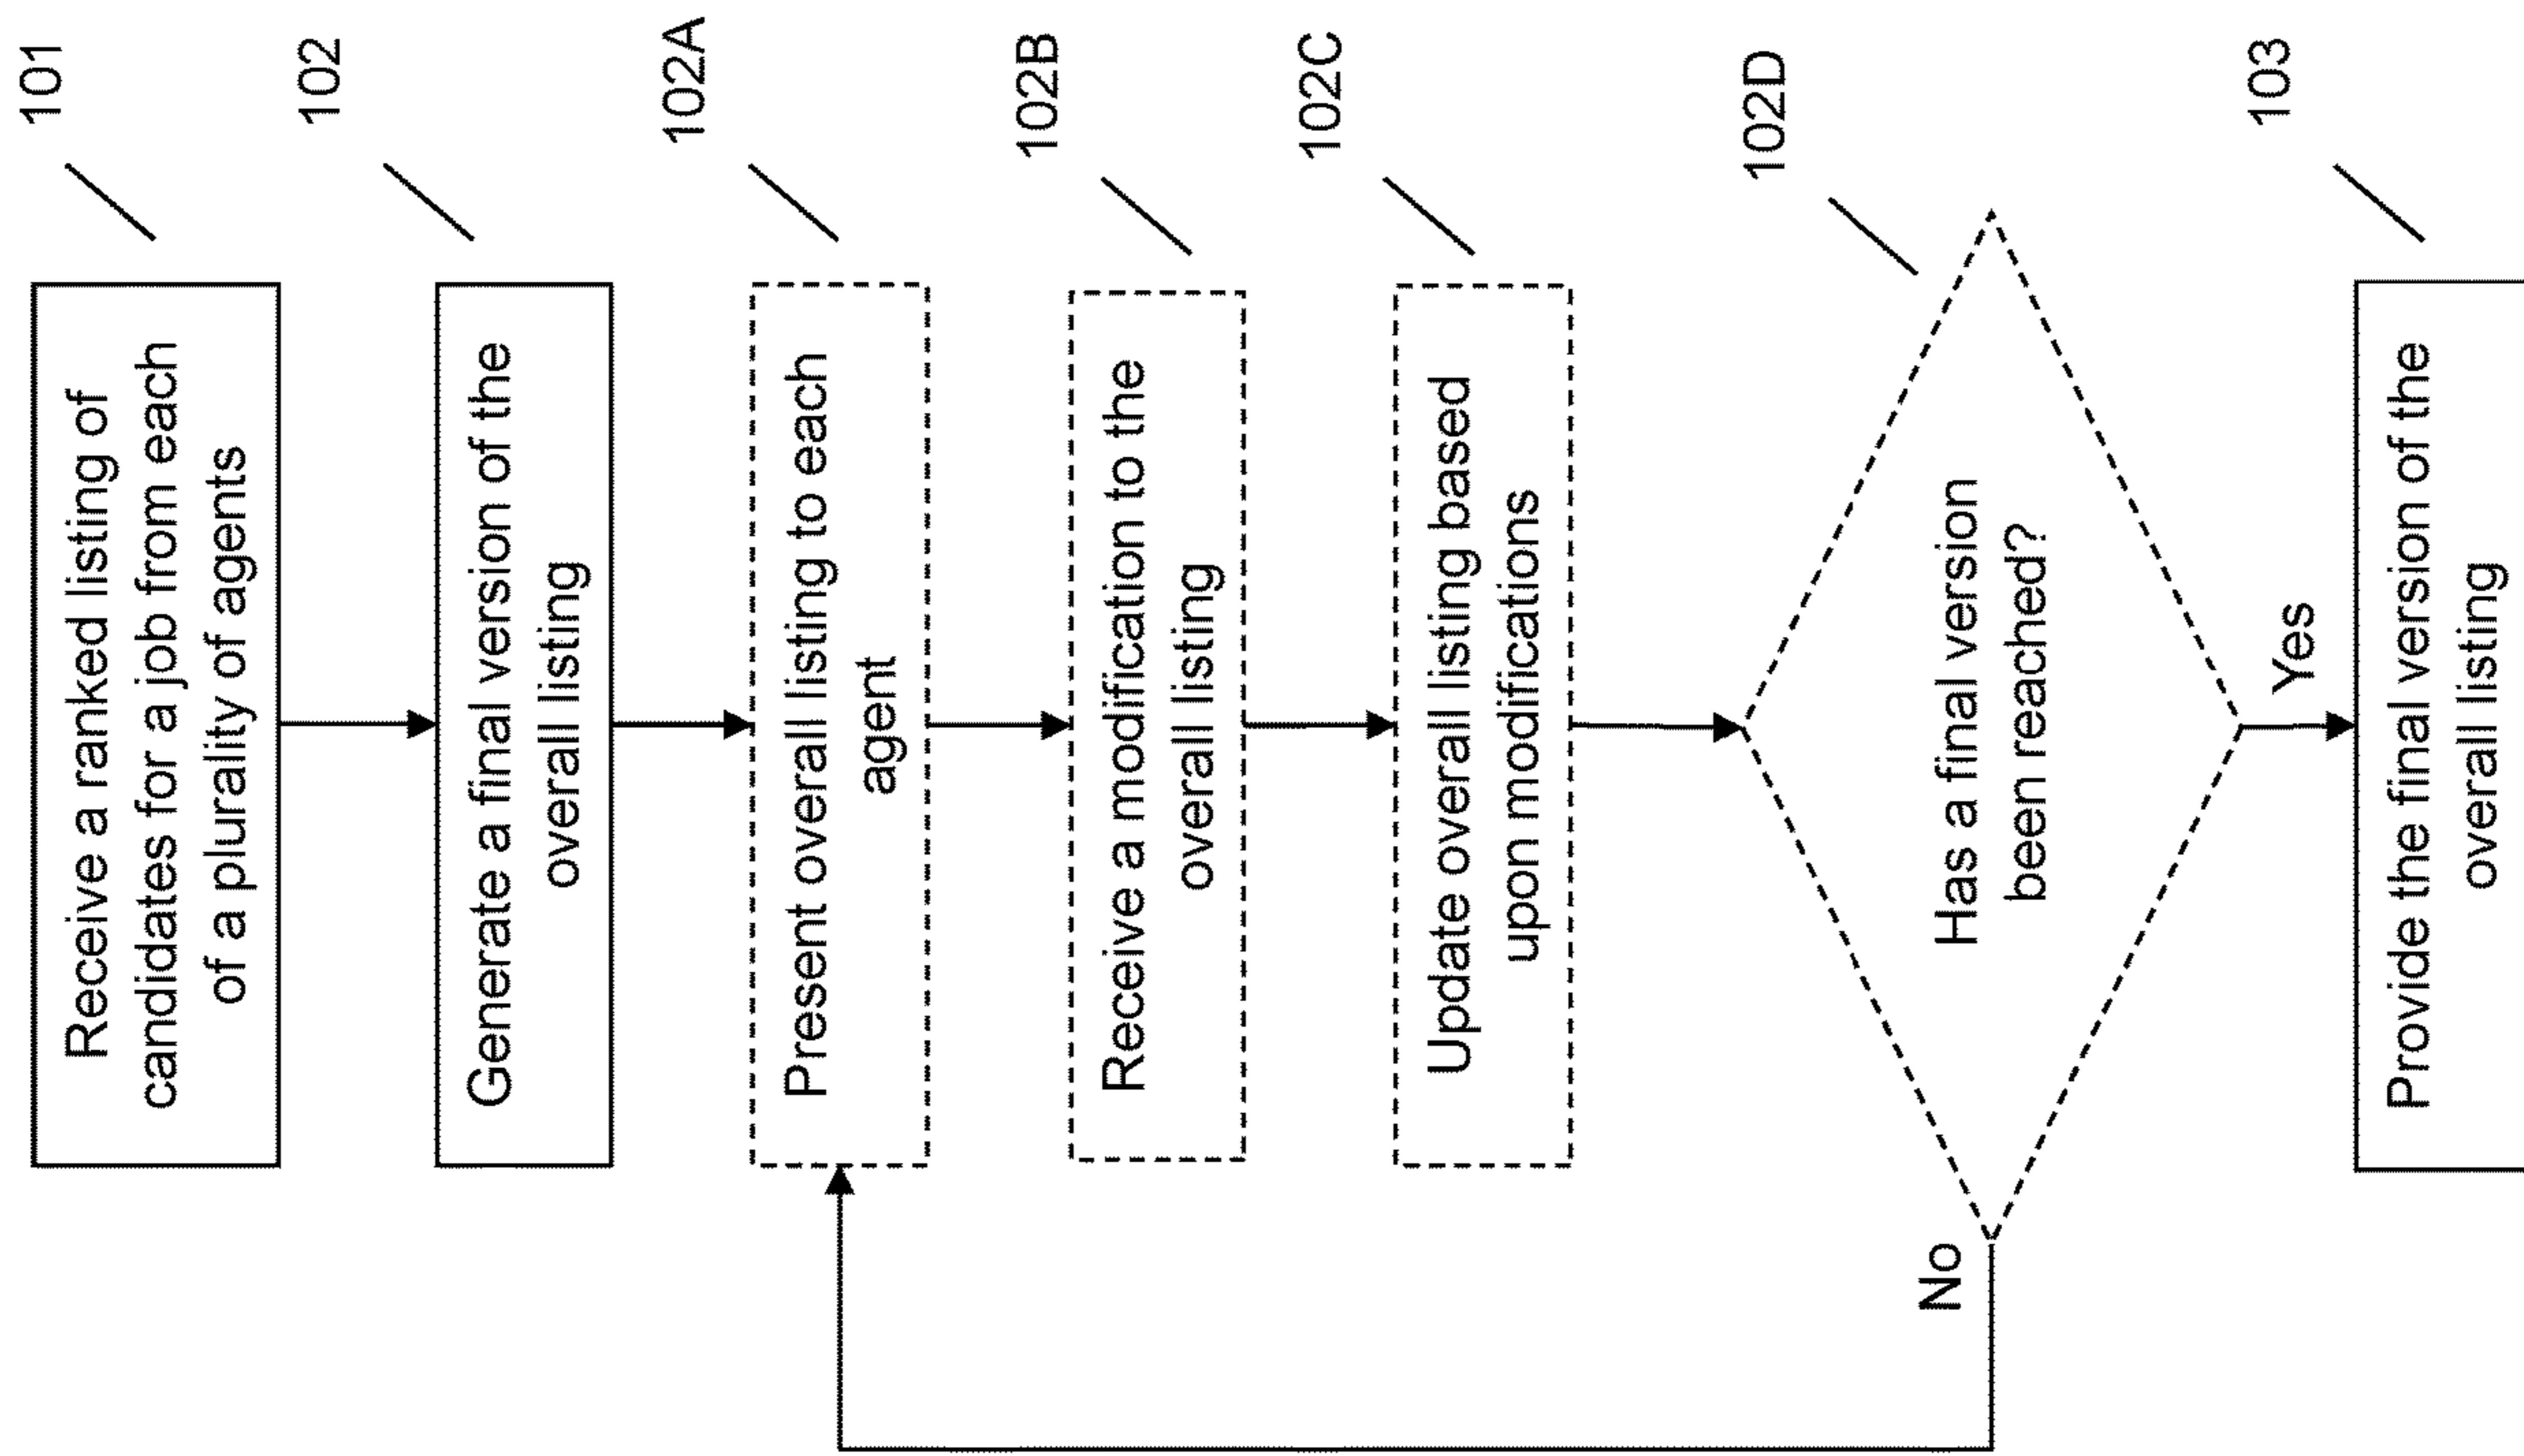 101
Receive a ranked listing of
candidates for a job from each
of a plurality of agents
102
Generate a final version of the
overall listing
102A
Present overall listing to each
agent
102B
Receive a modification to the
overall listing
102C
Update overall listing based
upon modifications
102D
Has a final version
been reached?
No
Yes
103
Provide the final version of the
overall listing